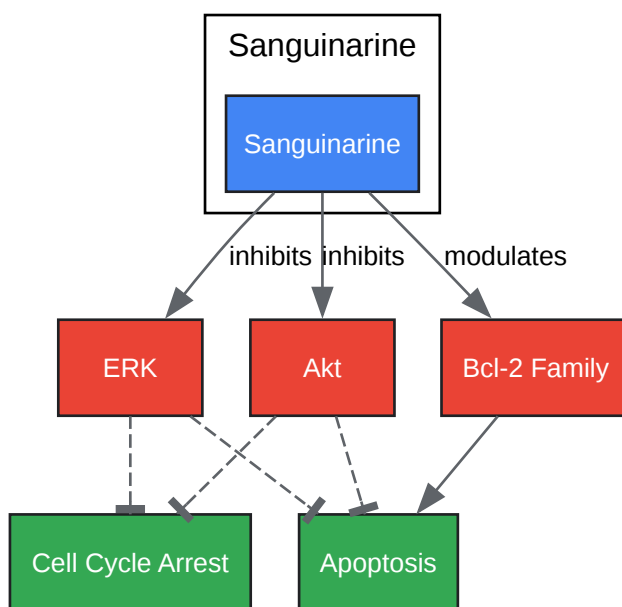 Sanguinarine
Sanguinarine
inhibits
inhibits
modulates
ERK
Akt
Bcl-2 Family
Cell Cycle Arrest
Apoptosis